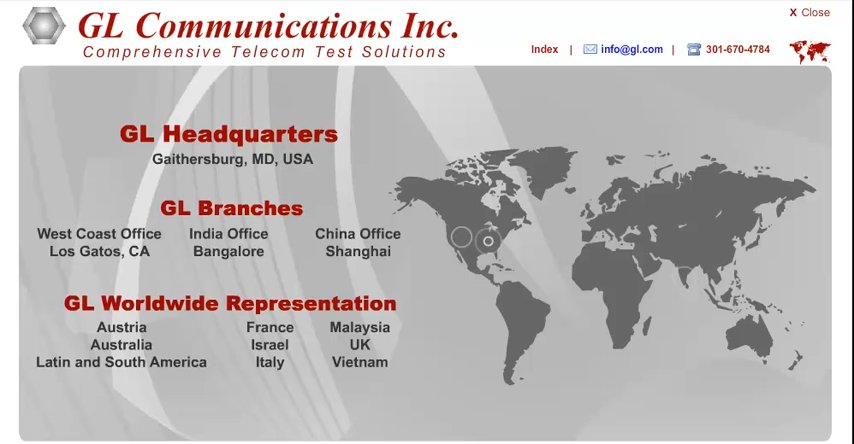 GL Communications Inc.
Comprehensive Telecom Test Solutions
X Close
Index | info@gl.com | 301-670-4784
GL Headquarters
Gaithersburg, MD, USA
GL Branches
West Coast Office India Office China Office
Los Gatos, CA Bangalore Shanghai
GL Worldwide Representation
Austria France Malaysia
Australia Israel UK
Latin and South America Italy Vietnam